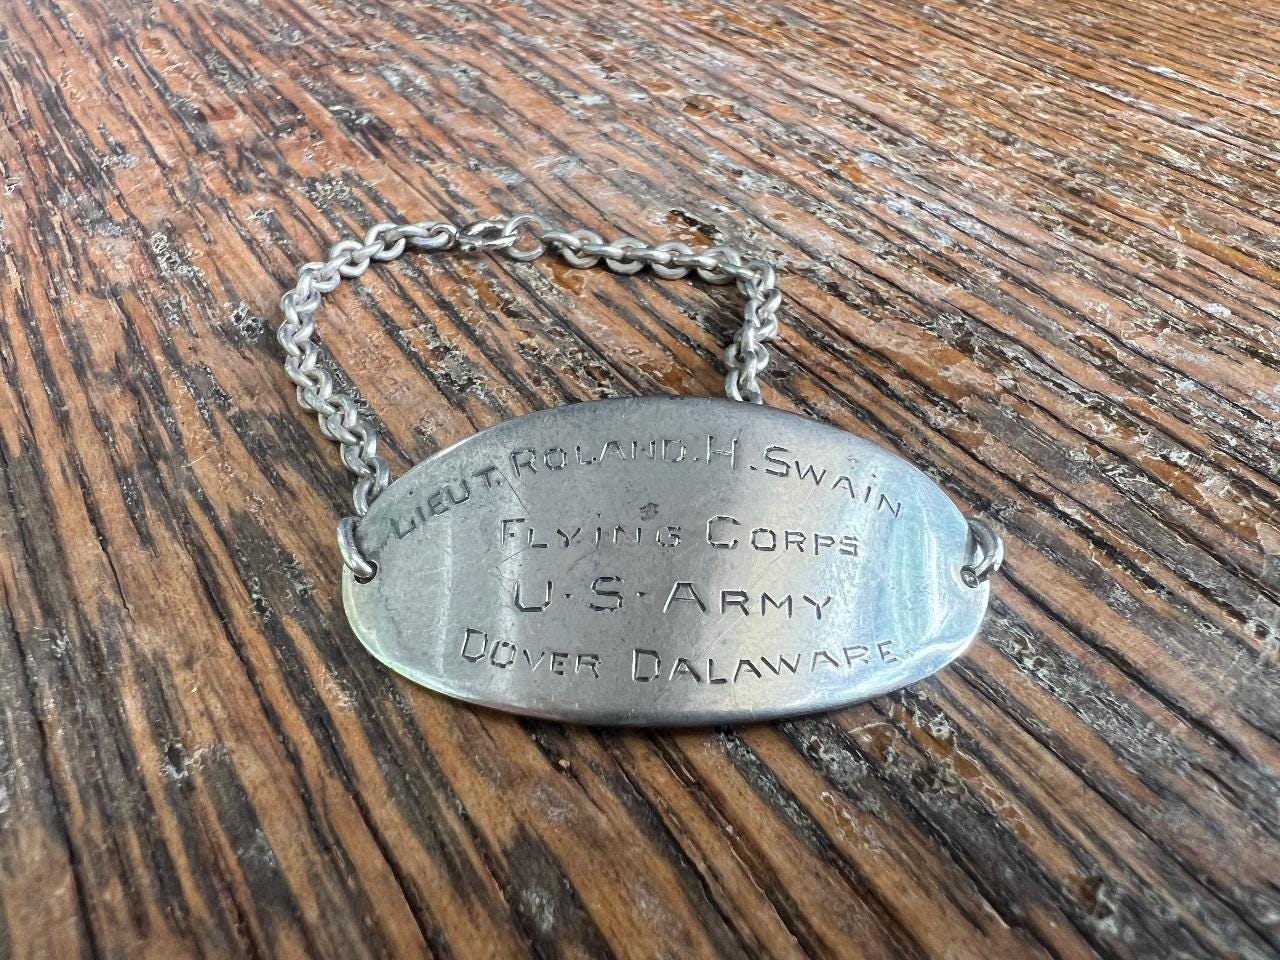 LIEUT. ROLAND. H. SWAIN
FLYING CORPS
U·S·ARMY
DOVER DALAWARE.